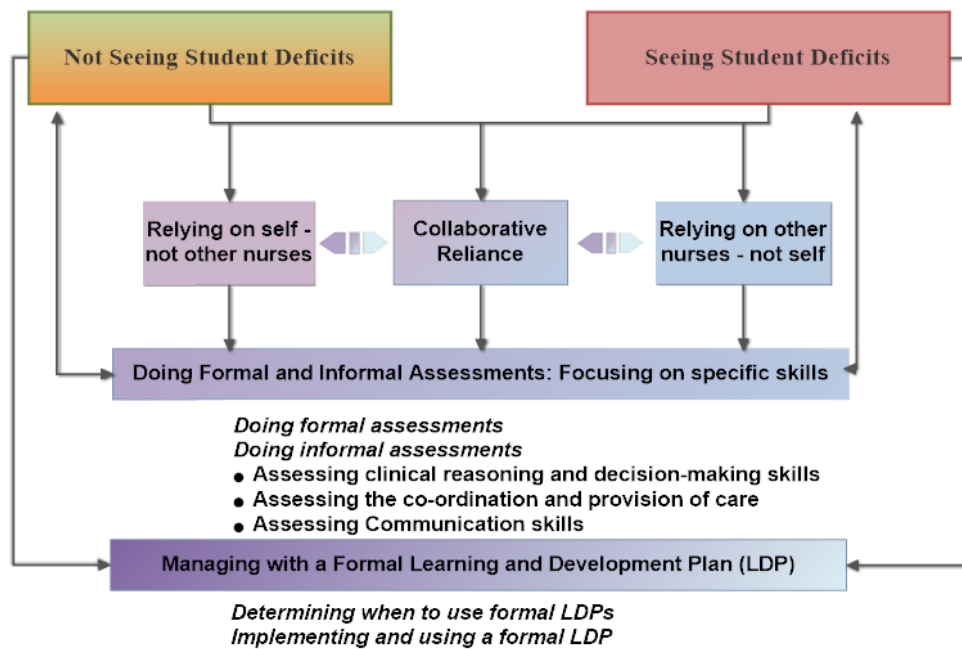 Not Seeing Student Deficits
Seeing Student Deficits
Relying on self -
not other nurses
Collaborative
Reliance
Relying on other
nurses - not self
Doing Formal and Informal Assessments: Focusing on specific skills
Doing formal assessments
Doing informal assessments
● Assessing clinical reasoning and decision-making skills
● Assessing the co-ordination and provision of care
● Assessing Communication skills
Managing with a Formal Learning and Development Plan (LDP)
Determining when to use formal LDPs
Implementing and using a formal LDP